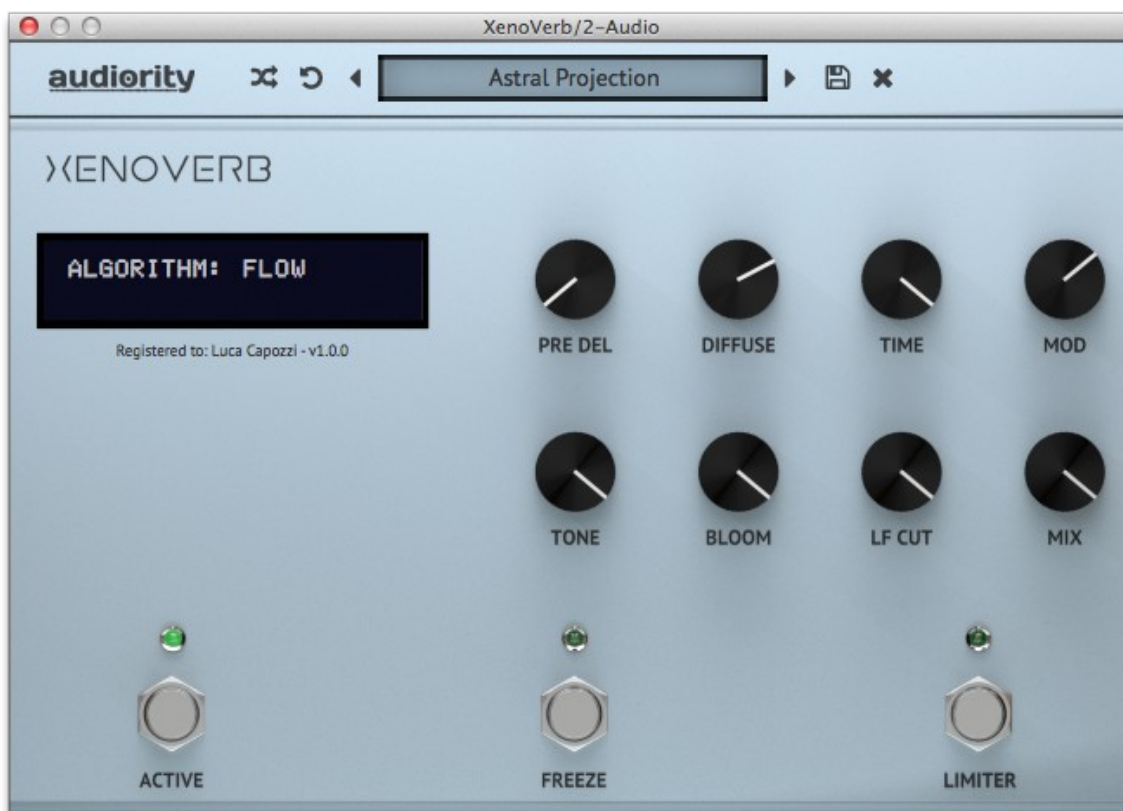 XenoVerb/2-Audio
audiority
Astral Projection
XENOVERB
ALGORITHM: FLOW
Registered to: Luca Capozzi - v1.0.0
PRE DEL DIFFUSE TIME MOD
TONE BLOOM LF CUT MIX
ACTIVE FREEZE LIMITER